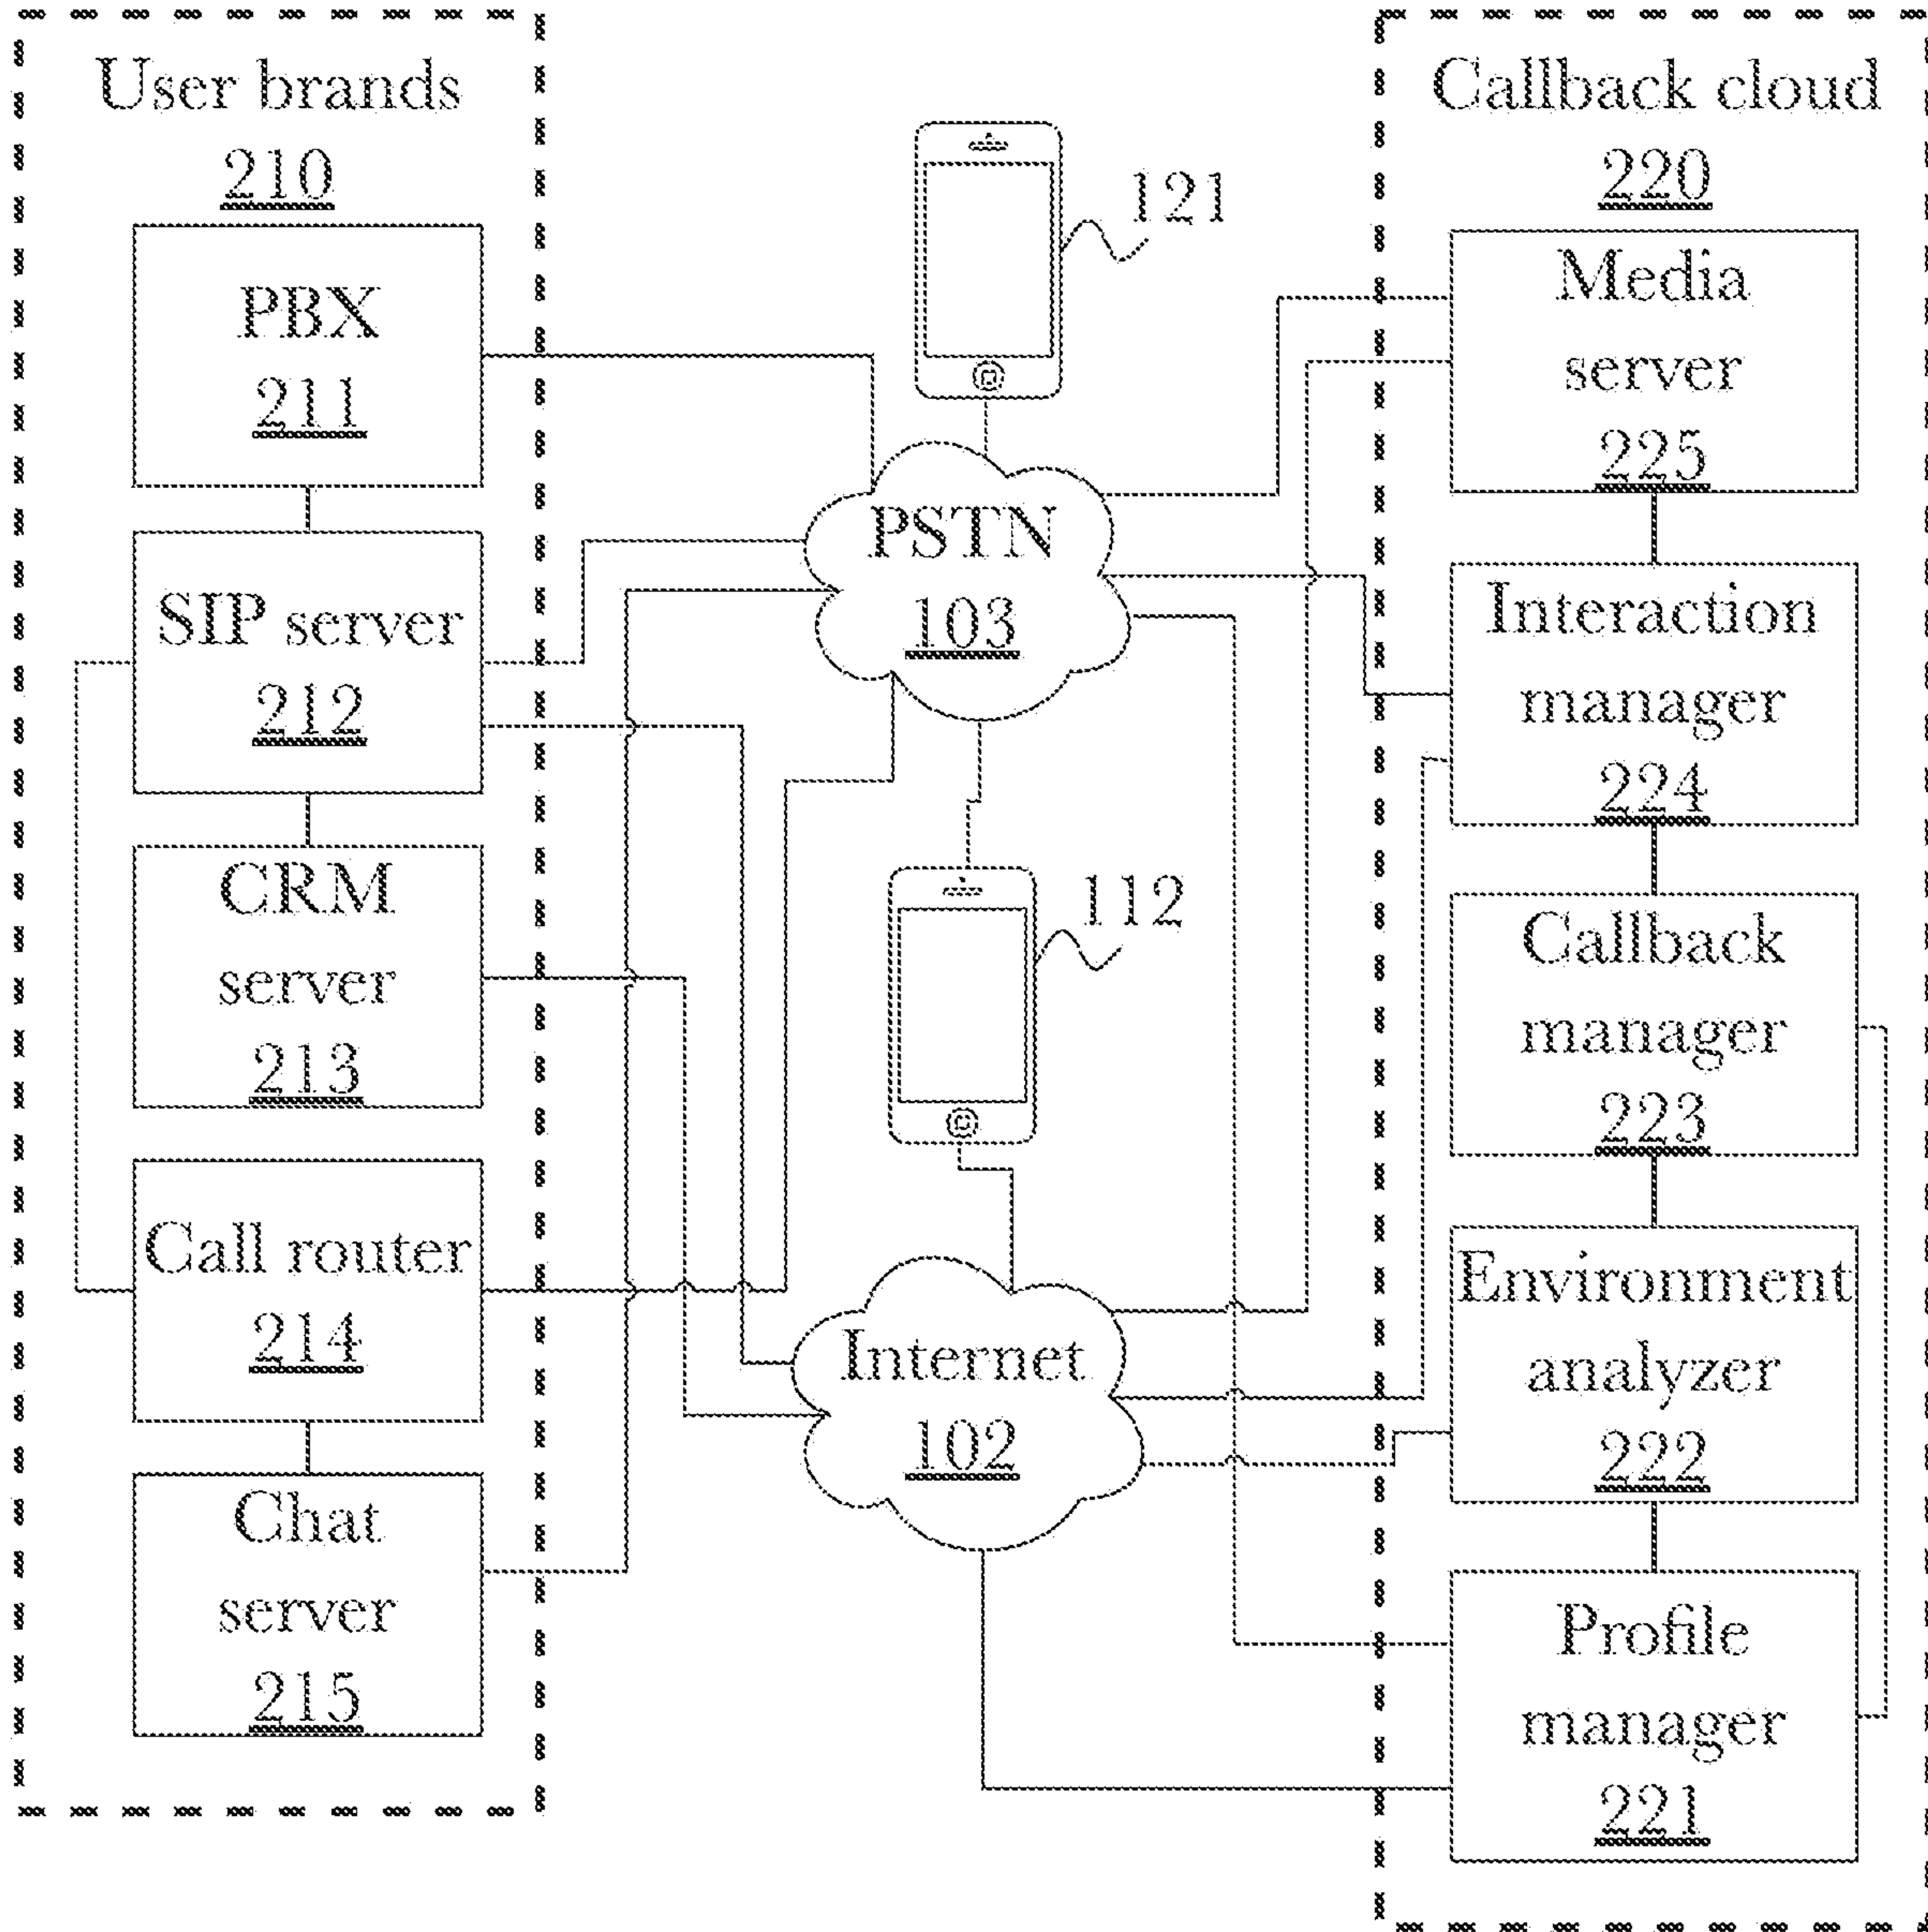 User brands
210
PBX
211
SIP server
212
CRM
server
213
Call router
214
Chat
server
215
121
PSTN
103
112
Internet
102
Callback cloud
220
Media
server
225
Interaction
manager
224
Callback
manager
223
Environment
analyzer
222
Profile
manager
221